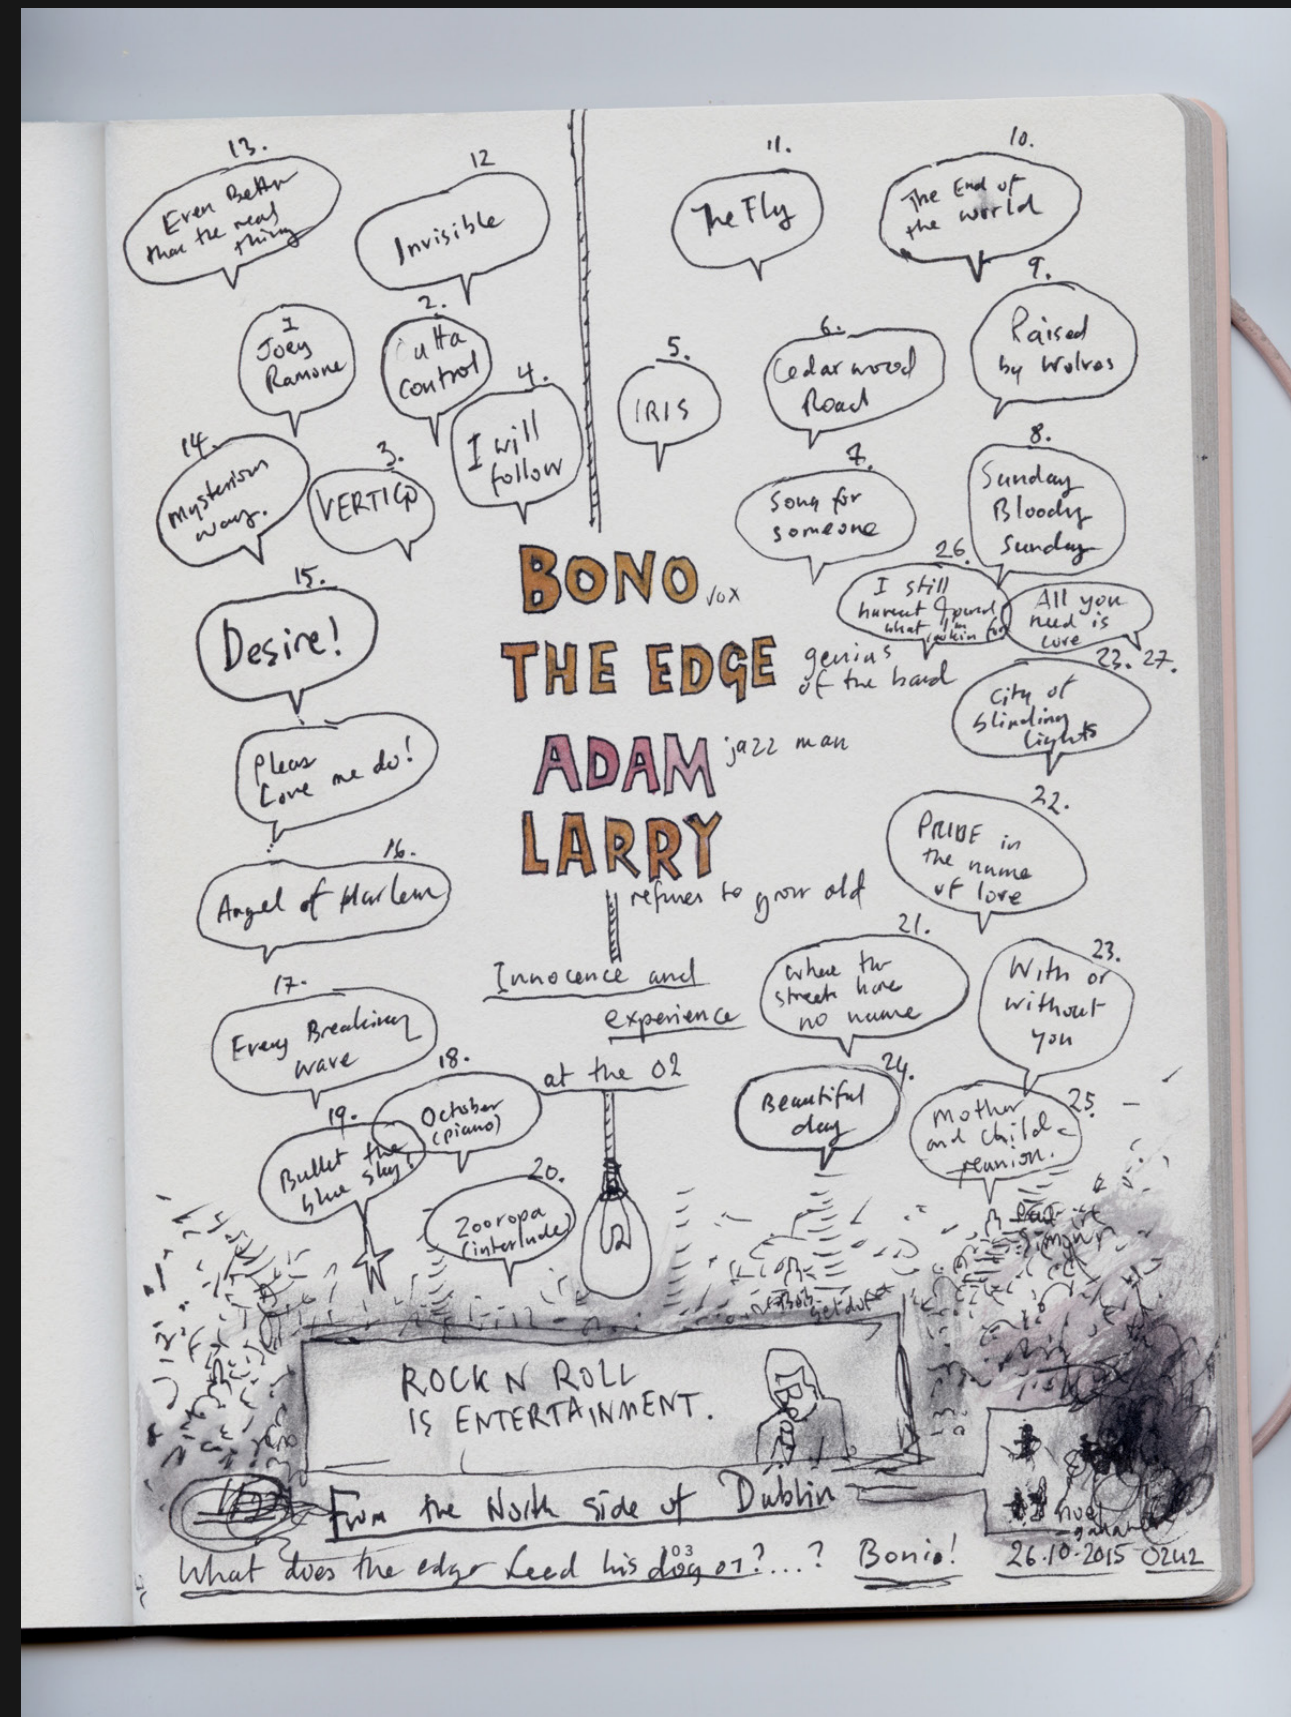 13.
Even Better
than the real
thing
12
Invisible
11.
The Fly
10.
The End of
the world
1
Joey
Ramone
2.
Outta
control
3.
VERTIGO
4.
I will
follow
5.
IRIS
6.
Cedarwood
Road
9.
Raised
by Wolves
14.
Mysterious
way.
7.
Song for
someone
8.
Sunday
Bloody
Sunday
15.
Desire!
BONO vox
THE EDGE genius
of the band
ADAM jazz man
LARRY
refuses to grow old
26.
I still
havent found
what I'm
lookin for
All you
need is
love
23. 27.
City of
blinding
lights
Please
Love me do!
16.
Angel of Harlem
22.
PRIDE in
the name
of love
17.
Every Breaking
wave
Innocence and
experience
at the O2
21.
Where the
streets have
no name
23.
With or
without
you
18.
October
(piano)
19.
Bullet the
blue sky!
20.
Zooropa
(interlude)
U2
24.
Beautiful
day
25.
Mother
and child
reunion.
Paul
Simon
Bob
Geldof
ROCK N ROLL
IS ENTERTAINMENT.
From the North side of Dublin
noel
What does the edge feed his dog on?...? Bonio!
26.10.2015 O2U2